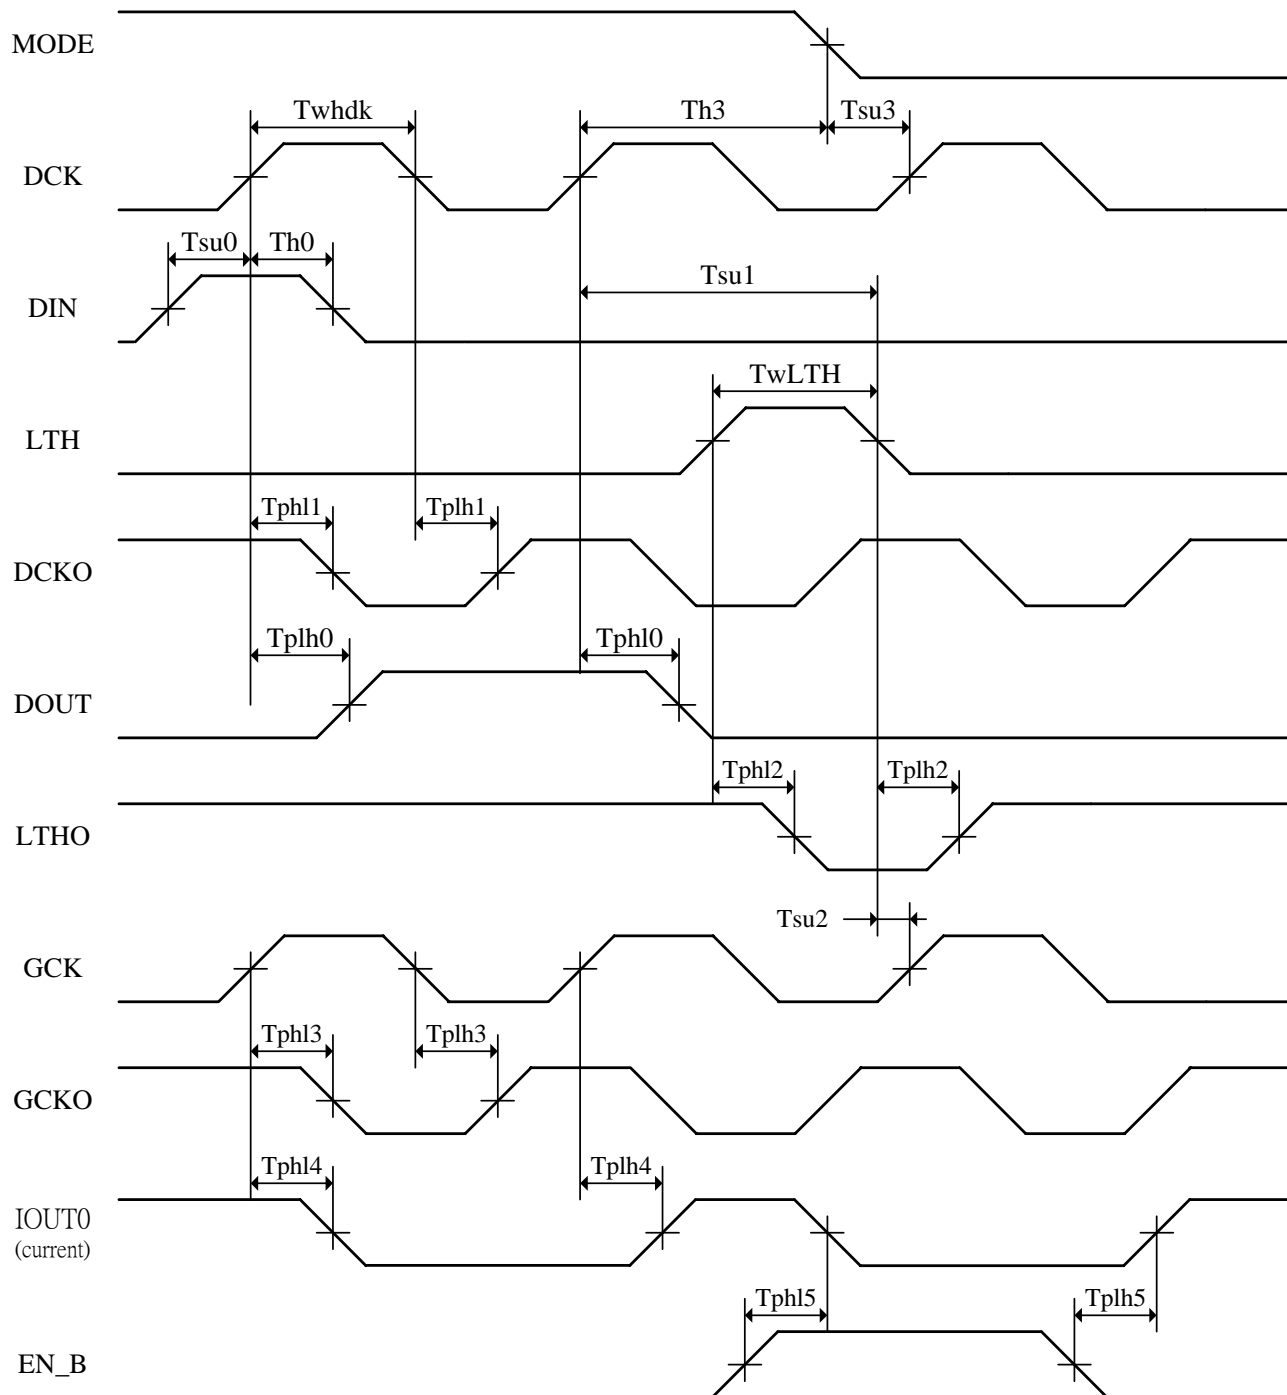 MODE
Twhdk
Th3
Tsu3
DCK
Tsu0
Th0
Tsu1
DIN
TwLTH
LTH
Tphl1
Tplh1
DCKO
Tplh0
Tphl0
DOUT
Tphl2
Tplh2
LTHO
Tsu2
GCK
Tphl3
Tplh3
GCKO
Tphl4
Tplh4
IOUT0
(current)
Tphl5
Tplh5
EN_B